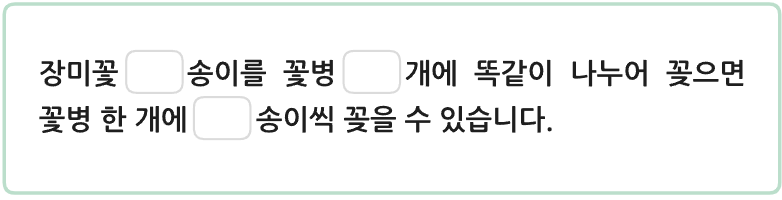 장미꽃 송이를 꽃병 개에 똑같이 나누어 꽂으면
꽃병 한 개에 송이씩 꽂을 수 있습니다.